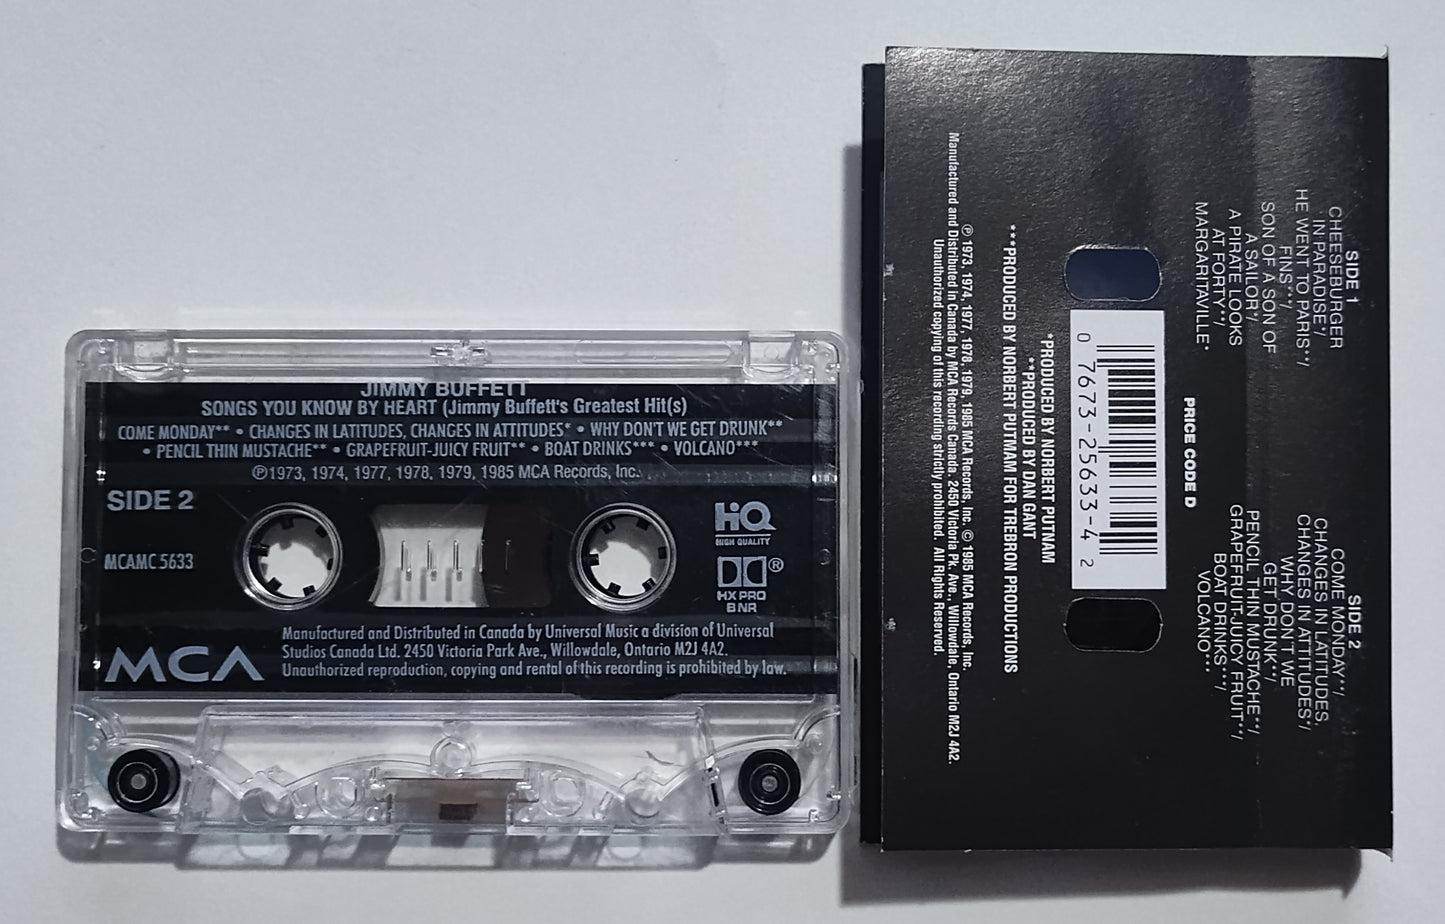 JIMMY BUFFETT
SONGS YOU KNOW BY HEART (Jimmy Buffett's Greatest Hit(s)
COME MONDAY** • CHANGES IN LATITUDES, CHANGES IN ATTITUDES* • WHY DON'T WE GET DRUNK**
• PENCIL THIN MUSTACHE** • GRAPEFRUIT-JUICY FRUIT** • BOAT DRINKS*** • VOLCANO***
℗1973, 1974, 1977, 1978, 1979, 1985 MCA Records, Inc.
SIDE 2
MCAMC 5633
HiQ
HIGH QUALITY
®
HX PRO
B NR
MCA
Manufactured and Distributed in Canada by Universal Music a division of Universal
Studios Canada Ltd. 2450 Victoria Park Ave., Willowdale, Ontario M2J 4A2.
Unauthorized reproduction, copying and rental of this recording is prohibited by law.
SIDE 1
CHEESEBURGER
IN PARADISE*/
HE WENT TO PARIS**/
FINS***/
SON OF A SON OF
A SAILOR*/
A PIRATE LOOKS
AT FORTY**/
MARGARITAVILLE*
SIDE 2
COME MONDAY**/
CHANGES IN LATITUDES,
CHANGES IN ATTITUDES*/
WHY DON'T WE
GET DRUNK**/
PENCIL THIN MUSTACHE**/
GRAPEFRUIT-JUICY FRUIT**/
BOAT DRINKS***/
VOLCANO***
PRICE CODE D
0 7673-25633-4 2
*PRODUCED BY NORBERT PUTNAM
**PRODUCED BY DAN GANT
***PRODUCED BY NORBERT PUTMAM FOR TREBRON PRODUCTIONS
℗ 1973, 1974, 1977, 1978, 1979, 1985 MCA Records, Inc. © 1985 MCA Records, Inc.
Manufactured and Distributed in Canada by MCA Records Canada, 2450 Victoria Pk. Ave., Willowdale, Ontario M2J 4A2.
Unauthorized copying of this recording strictly prohibited. All Rights Reserved.